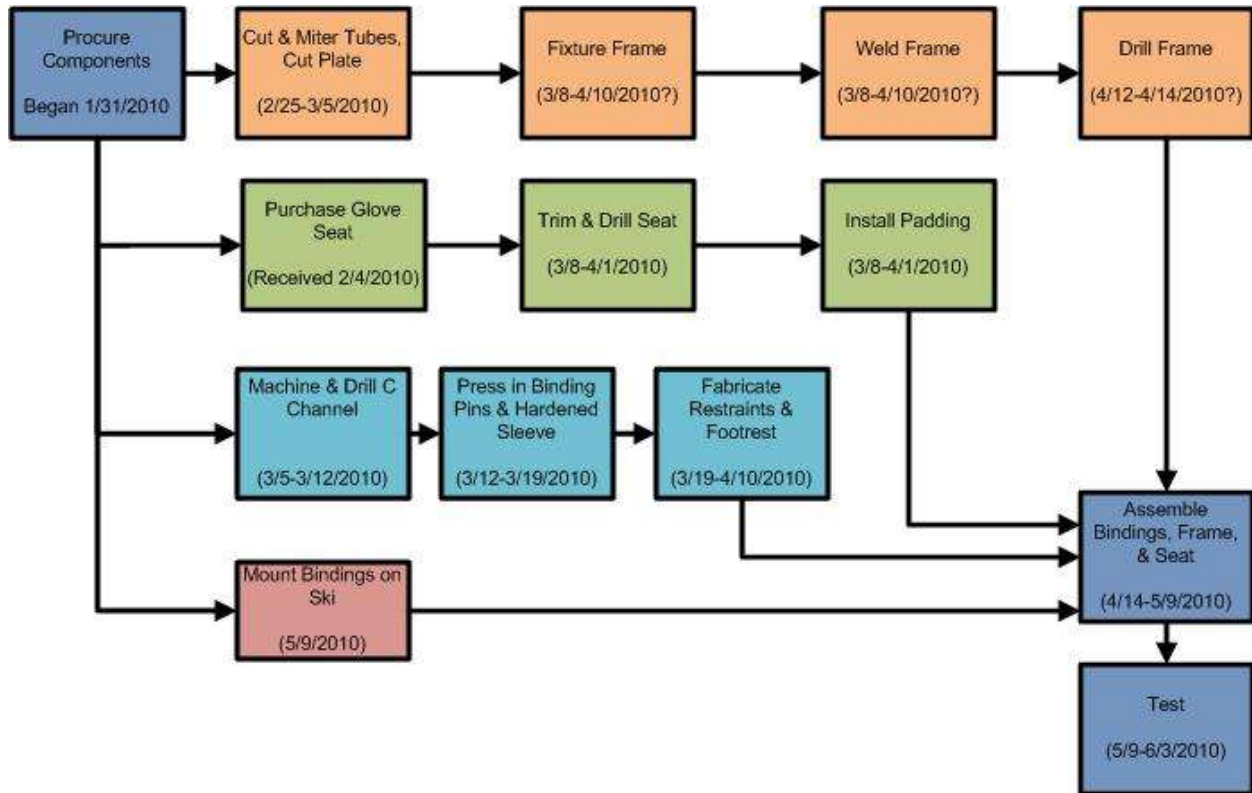 Procure
Components
Began 1/31/2010
Cut & Miter Tubes,
Cut Plate
(2/25-3/5/2010)
Fixture Frame
(3/8-4/10/2010?)
Weld Frame
(3/8-4/10/2010?)
Drill Frame
(4/12-4/14/2010?)
Purchase Glove
Seat
(Received 2/4/2010)
Trim & Drill Seat
(3/8-4/1/2010)
Install Padding
(3/8-4/1/2010)
Machine & Drill C
Channel
(3/5-3/12/2010)
Press in Binding
Pins & Hardened
Sleeve
(3/12-3/19/2010)
Fabricate
Restraints &
Footrest
(3/19-4/10/2010)
Mount Bindings on
Ski
(5/9/2010)
Assemble
Bindings, Frame,
& Seat
(4/14-5/9/2010)
Test
(5/9-6/3/2010)